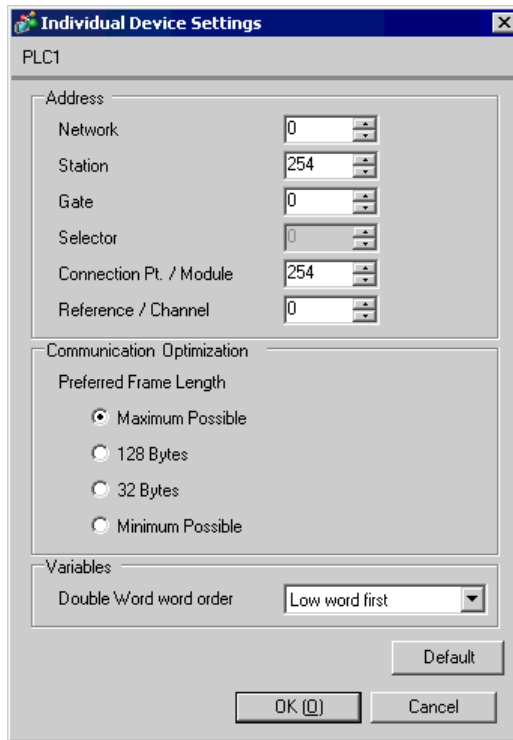 Individual Device Settings
PLC1
Address
Network 0
Station 254
Gate 0
Selector 0
Connection Pt. / Module 254
Reference / Channel 0
Communication Optimization
Preferred Frame Length
Maximum Possible
128 Bytes
32 Bytes
Minimum Possible
Variables
Double Word word order Low word first
Default
OK (O) Cancel